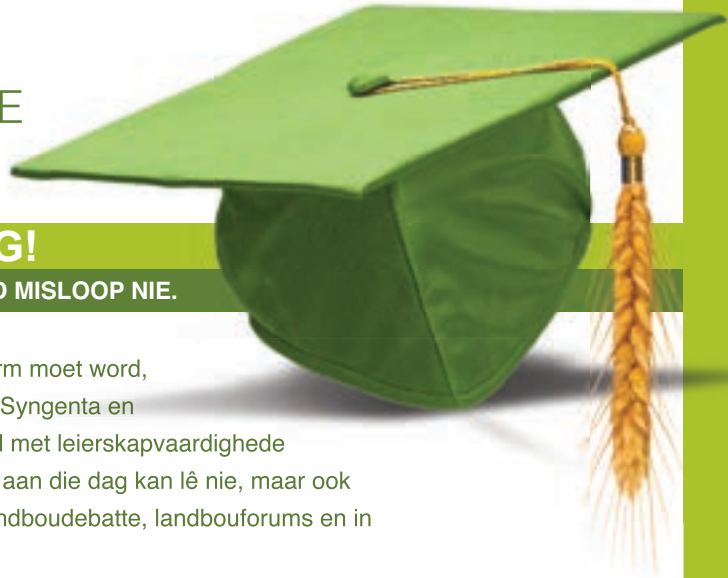 E
G!
D MISLOOP NIE.
rm moet word,
Syngenta en
d met leierskapvaardighede
aan die dag kan lê nie, maar ook
ndboudebatte, landbouforums en in